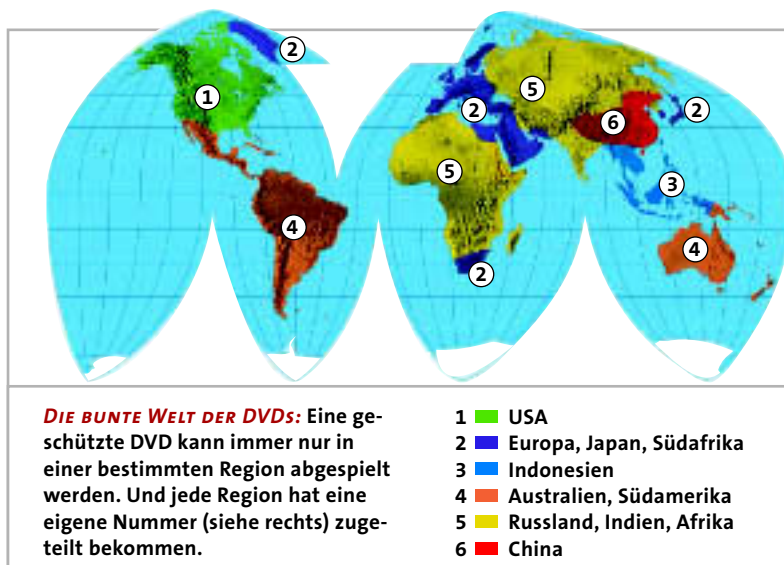 2
1
2
5
2
6
5
3
4
4
2
DIE BUNTE WELT DER DVDS: Eine ge-
schützte DVD kann immer nur in
einer bestimmten Region abgespielt
werden. Und jede Region hat eine
eigene Nummer (siehe rechts) zuge-
teilt bekommen.
1 USA
2 Europa, Japan, Südafrika
3 Indonesien
4 Australien, Südamerika
5 Russland, Indien, Afrika
6 China